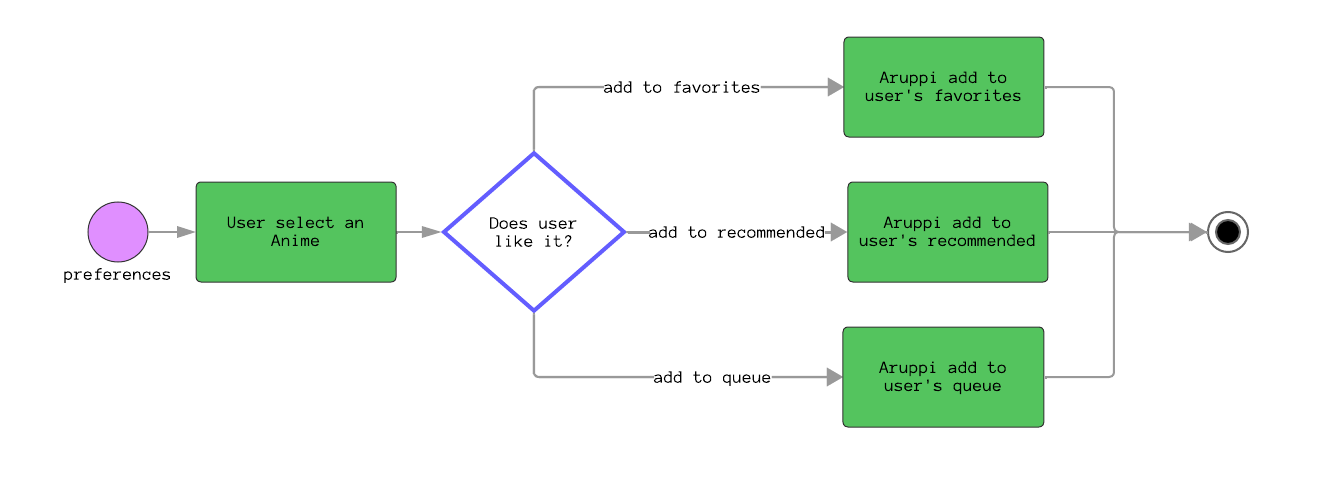 preferences
User select an
Anime
Does user
like it?
add to favorites
Aruppi add to
user's favorites
add to recommended
Aruppi add to
user's recommended
add to queue
Aruppi add to
user's queue